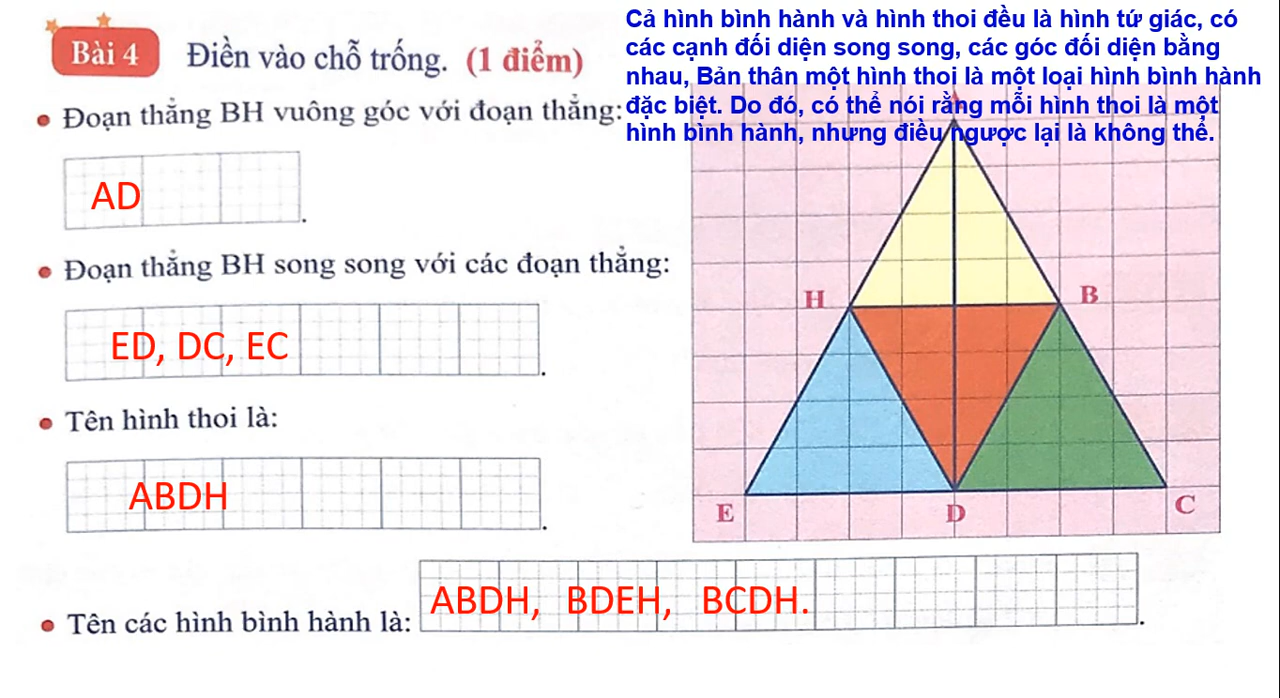 Cả hình bình hành và hình thoi đều là hình tứ giác, có
các cạnh đối diện song song, các góc đối diện bằng
nhau, Bản thân một hình thoi là một loại hình bình hành
đặc biệt. Do đó, có thể nói rằng mỗi hình thoi là một
hình bình hành, nhưng điều ngược lại là không thể.
Bài 4 Điền vào chỗ trống. (1 điểm)
• Đoạn thẳng BH vuông góc với đoạn thẳng:
AD .
• Đoạn thẳng BH song song với các đoạn thẳng:
ED, DC, EC .
• Tên hình thoi là:
ABDH .
• Tên các hình bình hành là: ABDH, BDEH, BCDH. .
H B
E D C